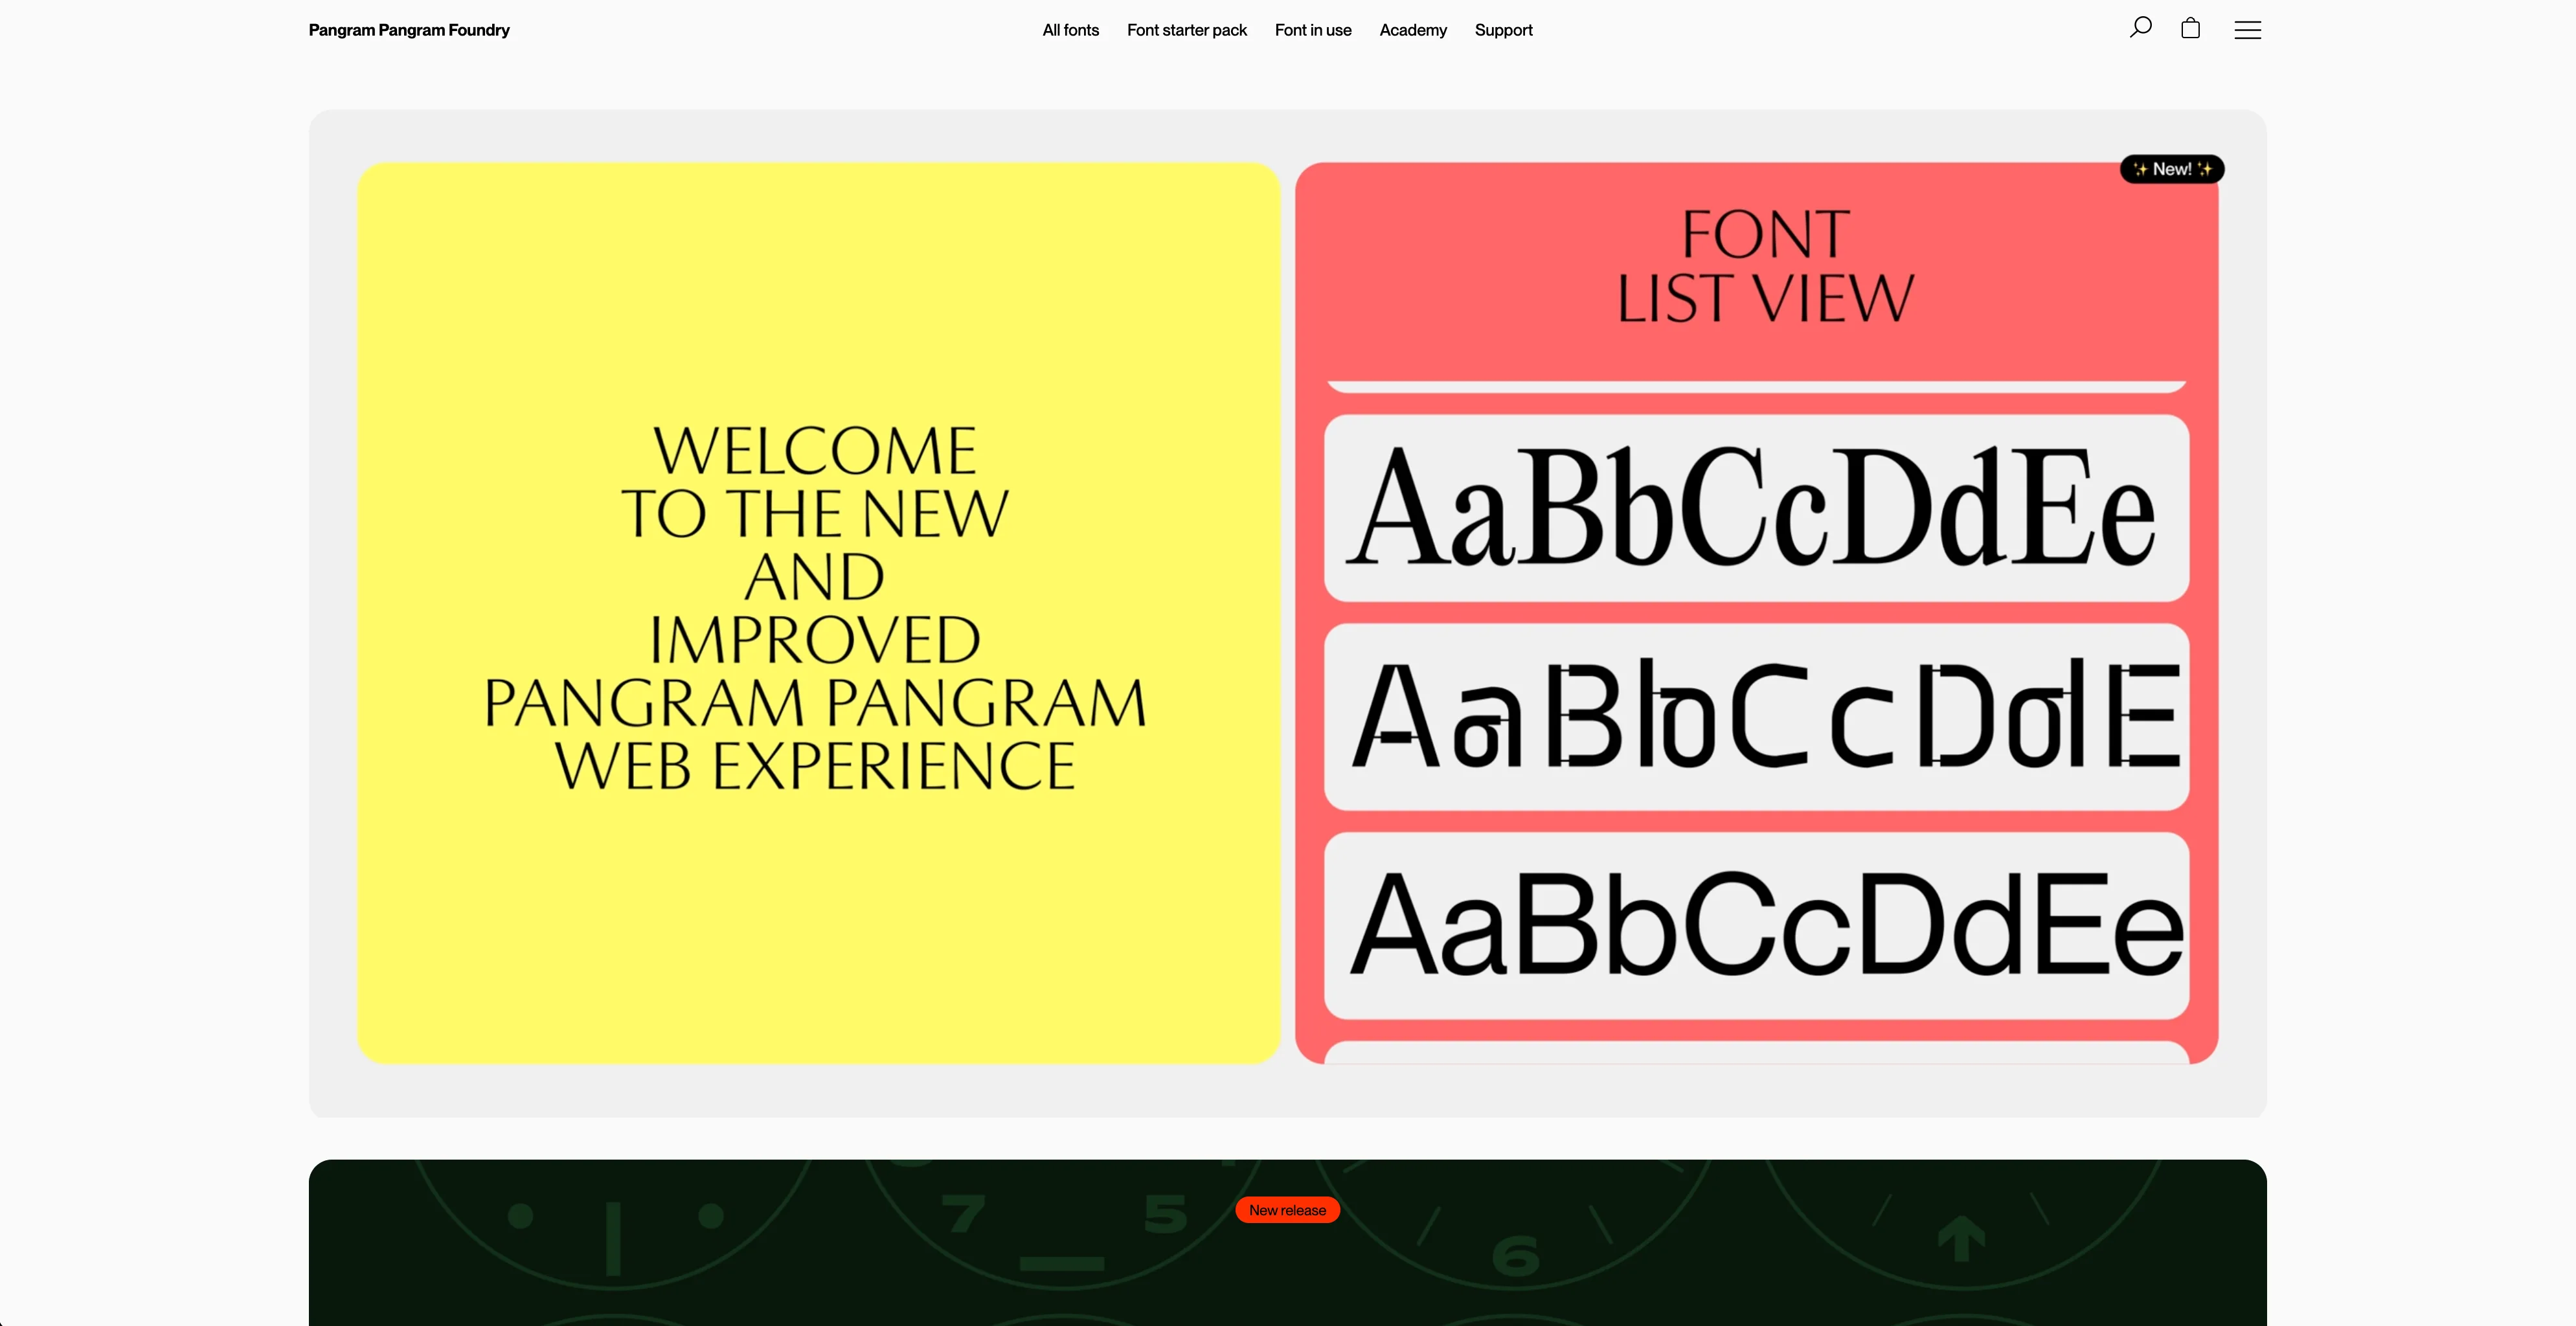 Pangram Pangram Foundry
All fonts
Font starter pack
Font in use
Academy
Support
WELCOME
TO THE NEW
AND
IMPROVED
PANGRAM PANGRAM
WEB EXPERIENCE
✨ New! ✨
FONT
LIST VIEW
AaBbCcDdEe
AaBbCcDdE
AaBbCcDdEe
7 5
6
New release